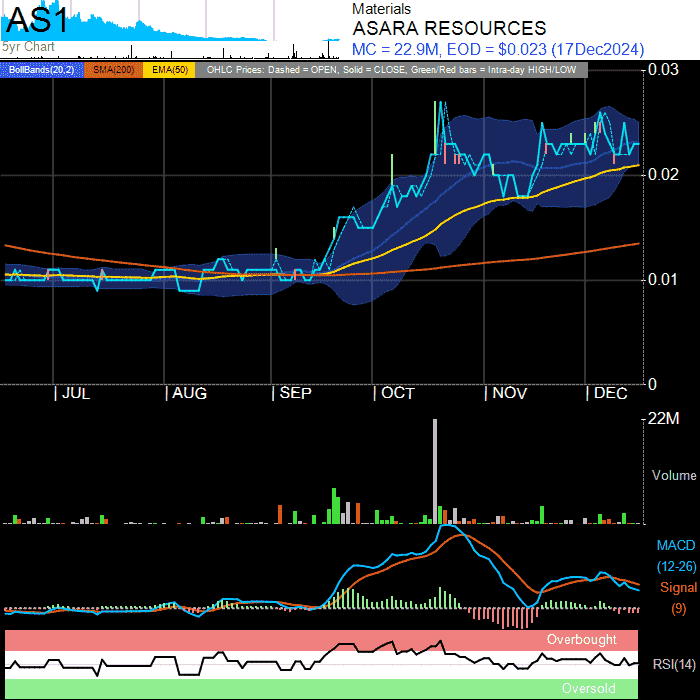 AS1
5yr Chart
Materials
ASARA RESOURCES
MC = 22.9M, EOD = $0.023 (17Dec2024)
BollBands(20,2) SMA(200) EMA(50) OHLC Prices: Dashed = OPEN, Solid = CLOSE, Green/Red bars = Intra-day HIGH/LOW
0.03
0.02
0.01
0
JUL AUG SEP OCT NOV DEC
22M
Volume
MACD
(12-26)
Signal
(9)
Overbought
RSI(14)
Oversold